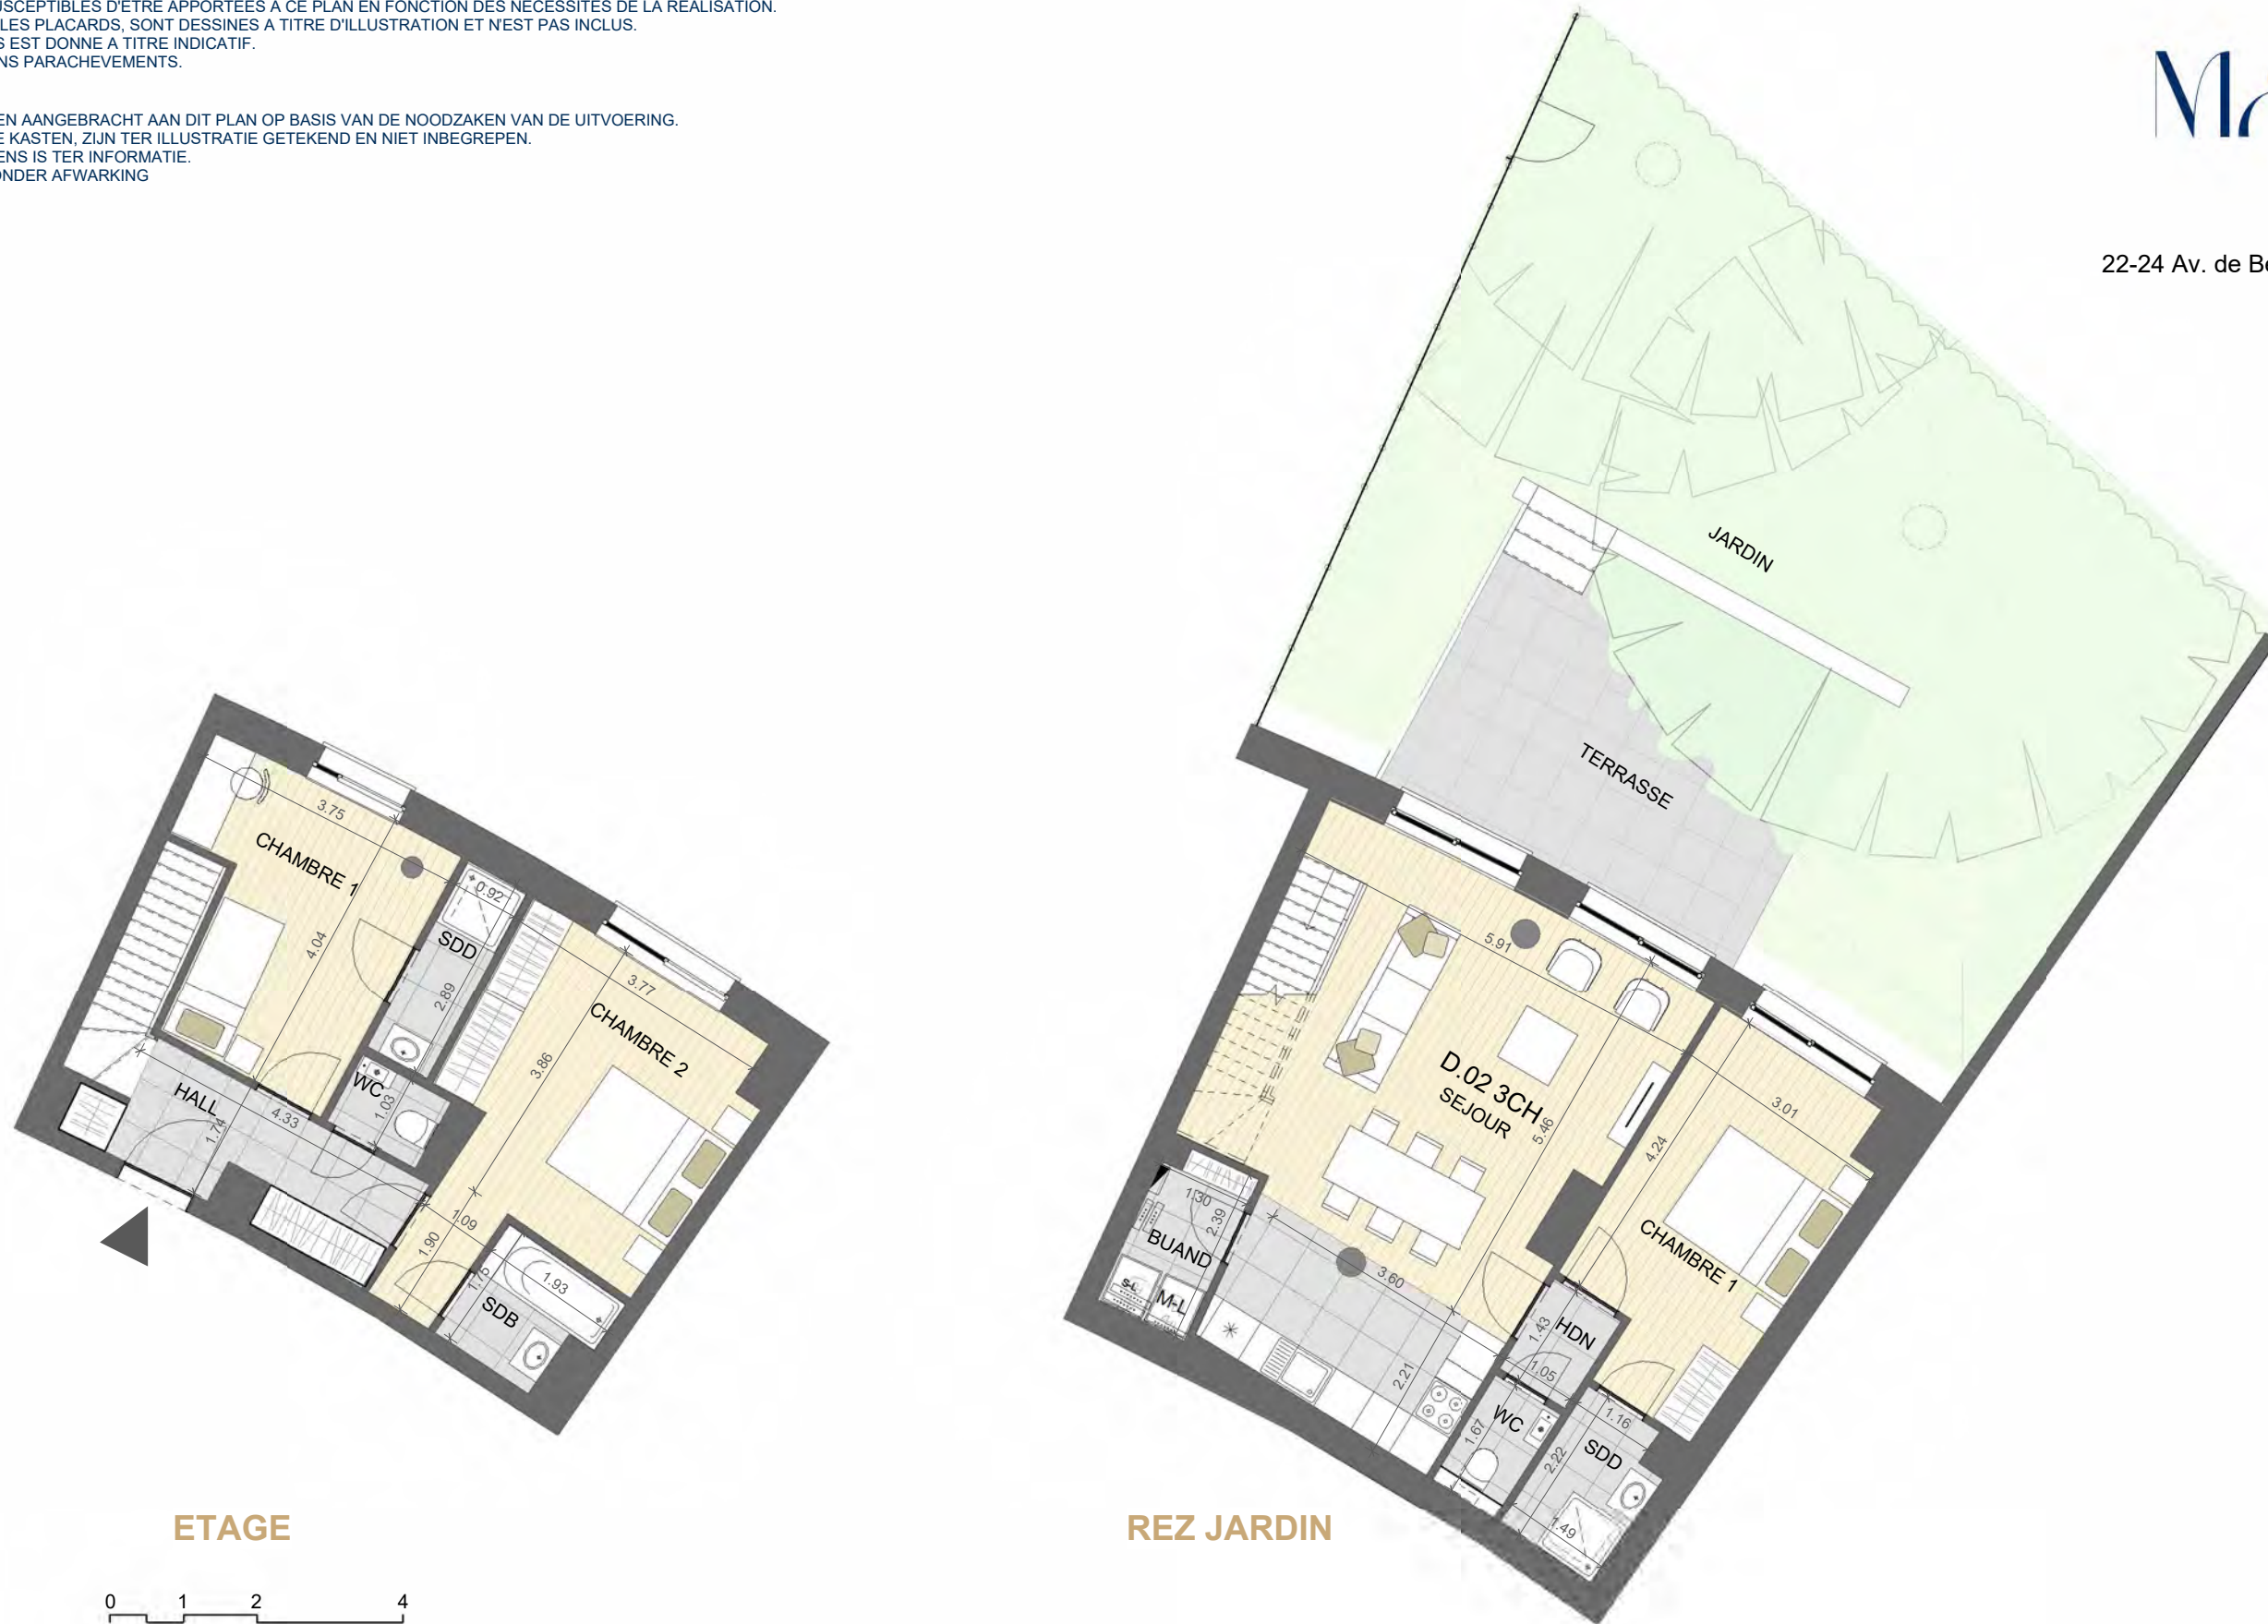 USCEPTIBLES D'ETRE APPORTEES A CE PLAN EN FONCTION DES NECESSITES DE LA REALISATION.
LES PLACARDS, SONT DESSINES A TITRE D'ILLUSTRATION ET N'EST PAS INCLUS.
S EST DONNE A TITRE INDICATIF.
NS PARACHEVEMENTS.
EN AANGEBRACHT AAN DIT PLAN OP BASIS VAN DE NOODZAKEN VAN DE UITVOERING.
E KASTEN, ZIJN TER ILLUSTRATIE GETEKEND EN NIET INBEGREPEN.
ENS IS TER INFORMATIE.
ONDER AFWARKING
22-24 Av. de Be
3.75
CHAMBRE 1
4.04
0.92
SDD
2.89
3.77
CHAMBRE 2
3.86
WC
1.03
HALL
4.33
1.74
1.09
1.90
1.75
1.93
SDB
ETAGE
0 1 2 4
JARDIN
TERRASSE
5.91
D.02 3CH
SEJOUR
5.46
3.01
4.24
CHAMBRE 1
1.30
2.39
BUAND
S-L
M-L
3.60
2.21
1.43
HDN
1.05
WC
1.67
1.16
SDD
2.22
1.49
REZ JARDIN